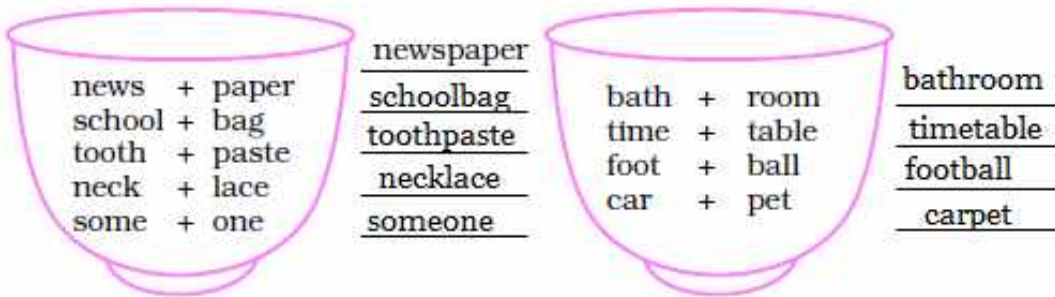 news + paper
school + bag
tooth + paste
neck + lace
some + one
newspaper
schoolbag
toothpaste
necklace
someone
bath + room
time + table
foot + ball
car + pet
bathroom
timetable
football
carpet